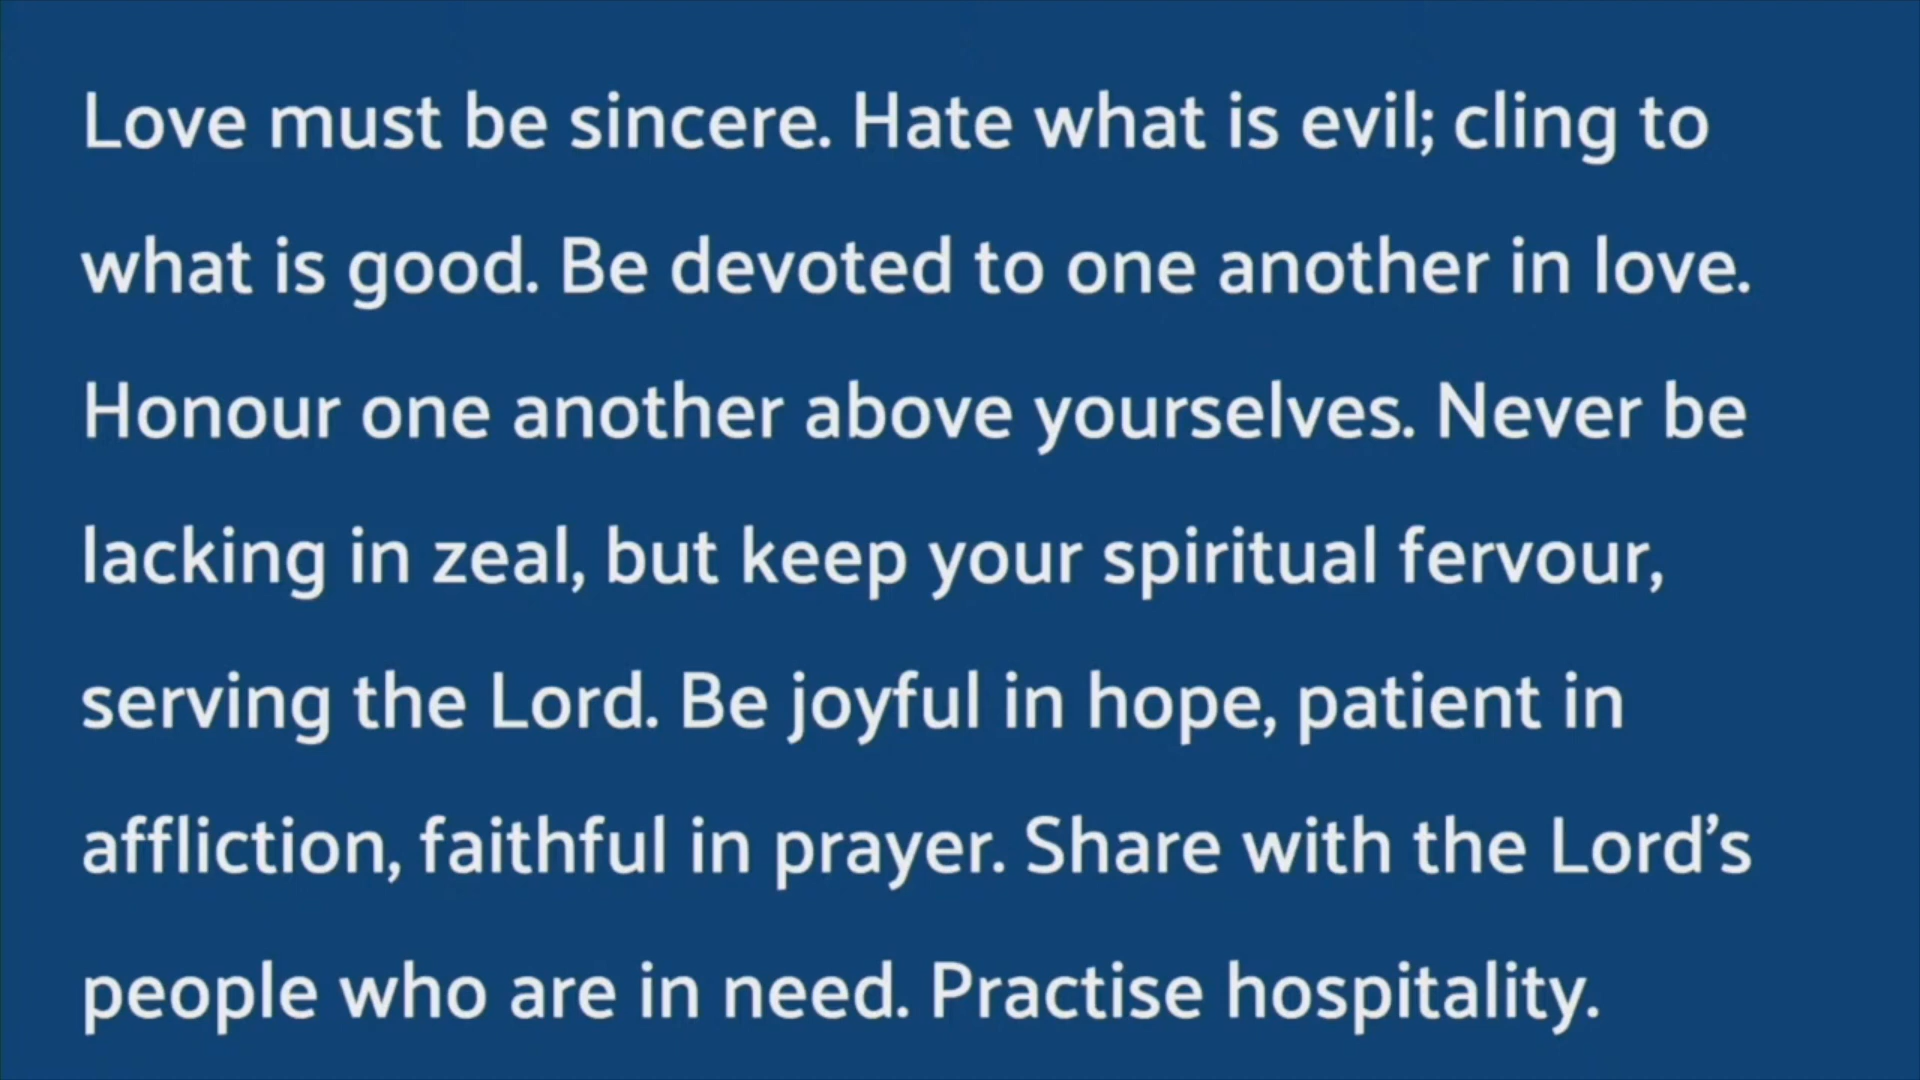 Love must be sincere. Hate what is evil; cling to
what is good. Be devoted to one another in love.
Honour one another above yourselves. Never be
lacking in zeal, but keep your spiritual fervour,
serving the Lord. Be joyful in hope, patient in
affliction, faithful in prayer. Share with the Lord’s
people who are in need. Practise hospitality.